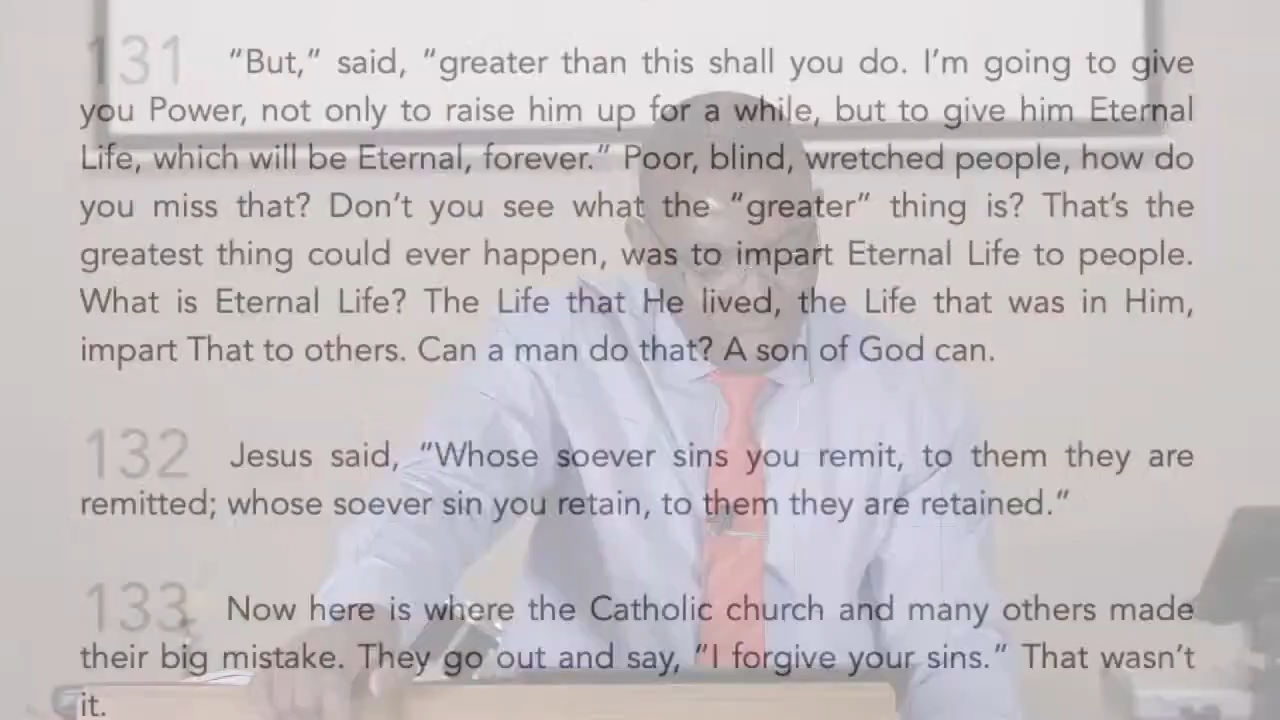 131 “But,” said, “greater than this shall you do. I’m going to give
you Power, not only to raise him up for a while, but to give him Eternal
Life, which will be Eternal, forever.” Poor, blind, wretched people, how do
you miss that? Don’t you see what the “greater” thing is? That’s the
greatest thing could ever happen, was to impart Eternal Life to people.
What is Eternal Life? The Life that He lived, the Life that was in Him,
impart That to others. Can a man do that? A son of God can.
132 Jesus said, “Whose soever sins you remit, to them they are
remitted; whose soever sin you retain, to them they are retained.”
133 Now here is where the Catholic church and many others made
their big mistake. They go out and say, “I forgive your sins.” That wasn’t
it.